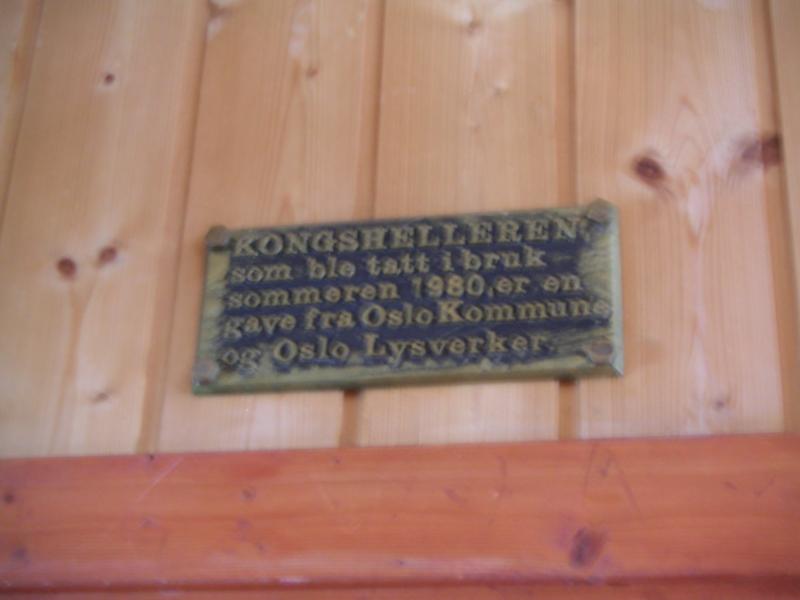 KONGSHELLEREN
som ble tatt i bruk
sommeren 1980, er en
gave fra Oslo Kommune
og Oslo Lysverker.